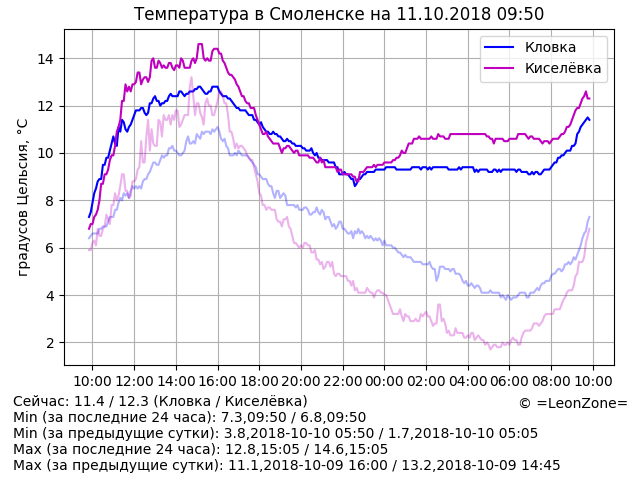 Температура в Смоленске на 11.10.2018 09:50
градусов Цельсия, °C
14
12
10
8
6
4
2
Кловка
Киселёвка
10:00 12:00 14:00 16:00 18:00 20:00 22:00 00:00 02:00 04:00 06:00 08:00 10:00
Сейчас: 11.4 / 12.3 (Кловка / Киселёвка)
© =LeonZone=
Min (за последние 24 часа): 7.3,09:50 / 6.8,09:50
Min (за предыдущие сутки): 3.8,2018-10-10 05:50 / 1.7,2018-10-10 05:05
Max (за последние 24 часа): 12.8,15:05 / 14.6,15:05
Max (за предыдущие сутки): 11.1,2018-10-09 16:00 / 13.2,2018-10-09 14:45